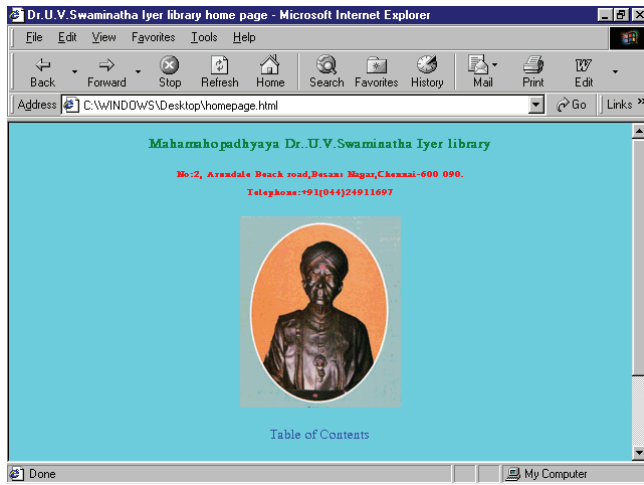 Dr.U.V.Swaminatha Iyer library home page - Microsoft Internet Explorer
File Edit View Favorites Tools Help
Back Forward Stop Refresh Home Search Favorites History Mail Print Edit
Address C:\WINDOWS\Desktop\homepage.html Go Links »
Mahamahopadhyaya Dr..U.V.Swaminatha Iyer library
No:2, Arundale Beach road,Besant Nagar,Chennai-600 090.
Telephone:+91(044)24911697
Table of Contents
Done My Computer